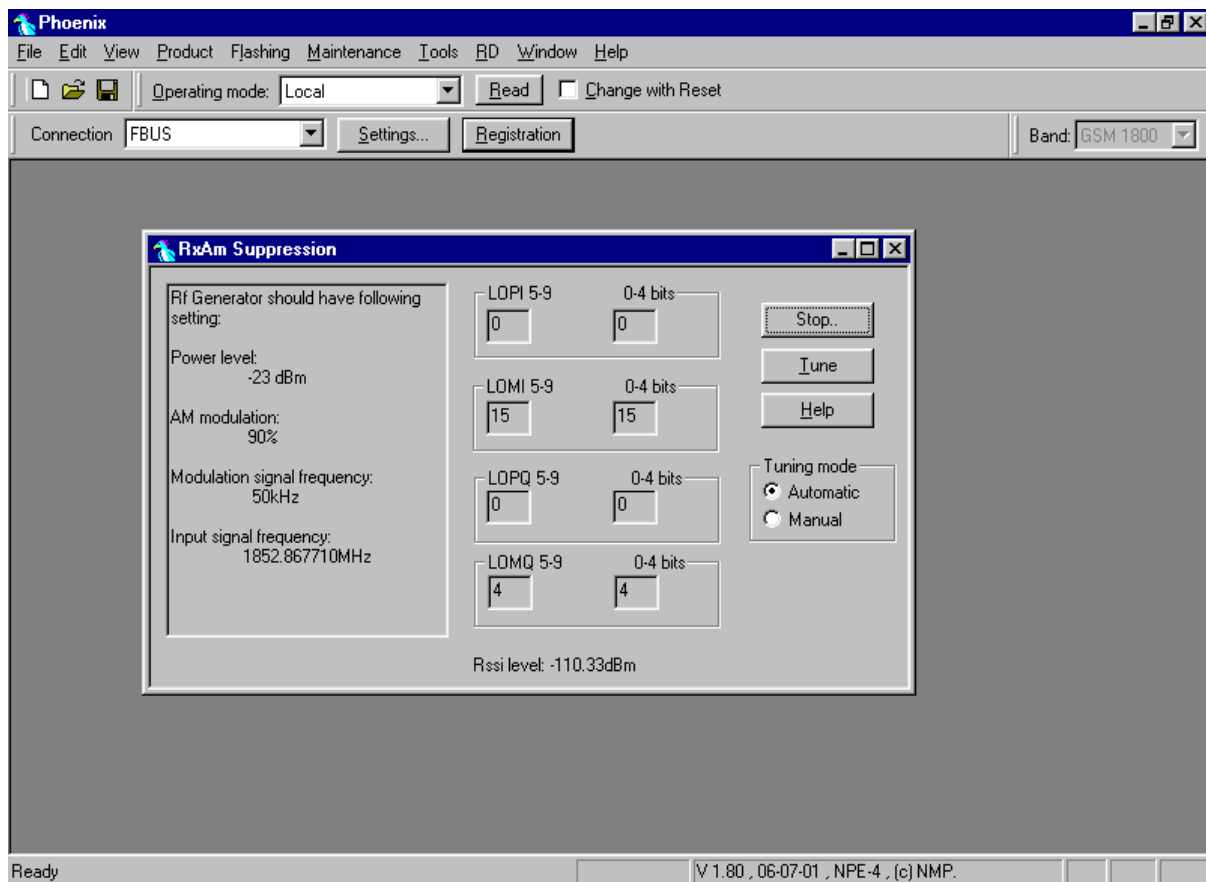 Phoenix
File Edit View Product Flashing Maintenance Tools RD Window Help
Operating mode: Local Read Change with Reset
Connection FBUS Settings... Registration Band: GSM 1800
RxAm Suppression
Rf Generator should have following
setting:
Power level:
-23 dBm
AM modulation:
90%
Modulation signal frequency:
50kHz
Input signal frequency:
1852.867710MHz
LOPI 5-9 0-4 bits
0 0
LOMI 5-9 0-4 bits
15 15
LOPQ 5-9 0-4 bits
0 0
LOMQ 5-9 0-4 bits
4 4
Stop..
Tune
Help
Tuning mode
Automatic
Manual
Rssi level: -110.33dBm
Ready V 1.80 , 06-07-01 , NPE-4 , (c) NMP.